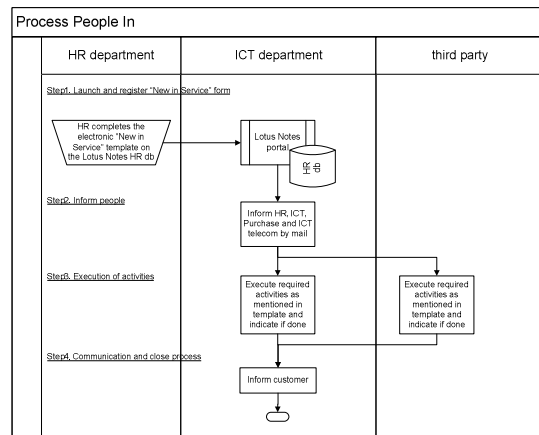 Process People In
HR department
ICT department
third party
Step1. Launch and register “New in Service” form
HR completes the
electronic “New in
Service” template on
the Lotus Notes HR db
Lotus Notes
portal
HR
db
Step2. Inform people
Inform HR, ICT,
Purchase and ICT
telecom by mail
Step3. Execution of activities
Execute required
activities as
mentioned in
template and
indicate if done
Execute required
activities as
mentioned in
template and
indicate if done
Step4. Communication and close process
Inform customer